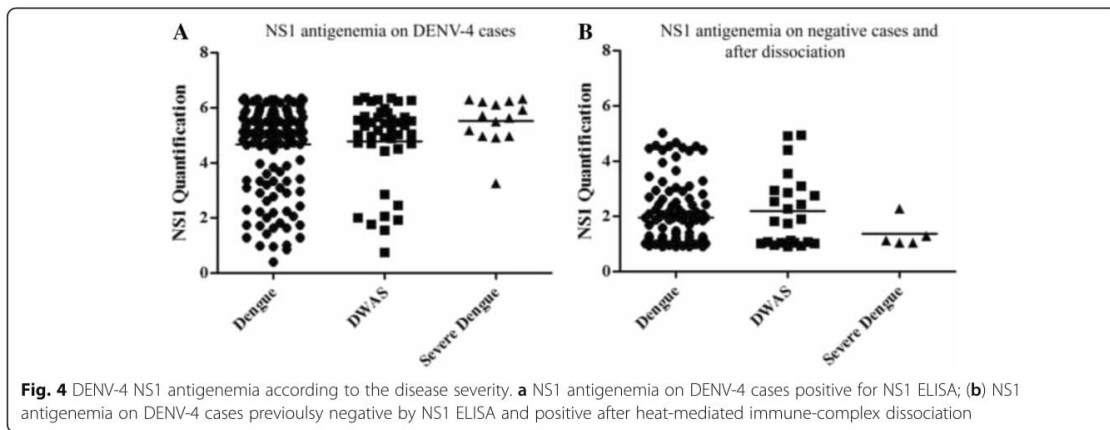 A
NS1 antigenemia on DENV-4 cases
NS1 Quantification
8
6
4
2
0
Dengue
DWAS
Severe Dengue
B
NS1 antigenemia on negative cases and
after dissociation
NS1 Quantification
8
6
4
2
0
Dengue
DWAS
Severe Dengue
Fig. 4 DENV-4 NS1 antigenemia according to the disease severity. a NS1 antigenemia on DENV-4 cases positive for NS1 ELISA; (b) NS1
antigenemia on DENV-4 cases previoulsy negative by NS1 ELISA and positive after heat-mediated immune-complex dissociation